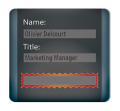 Name:
Olivier Delcourt
Title:
Marketing Manager